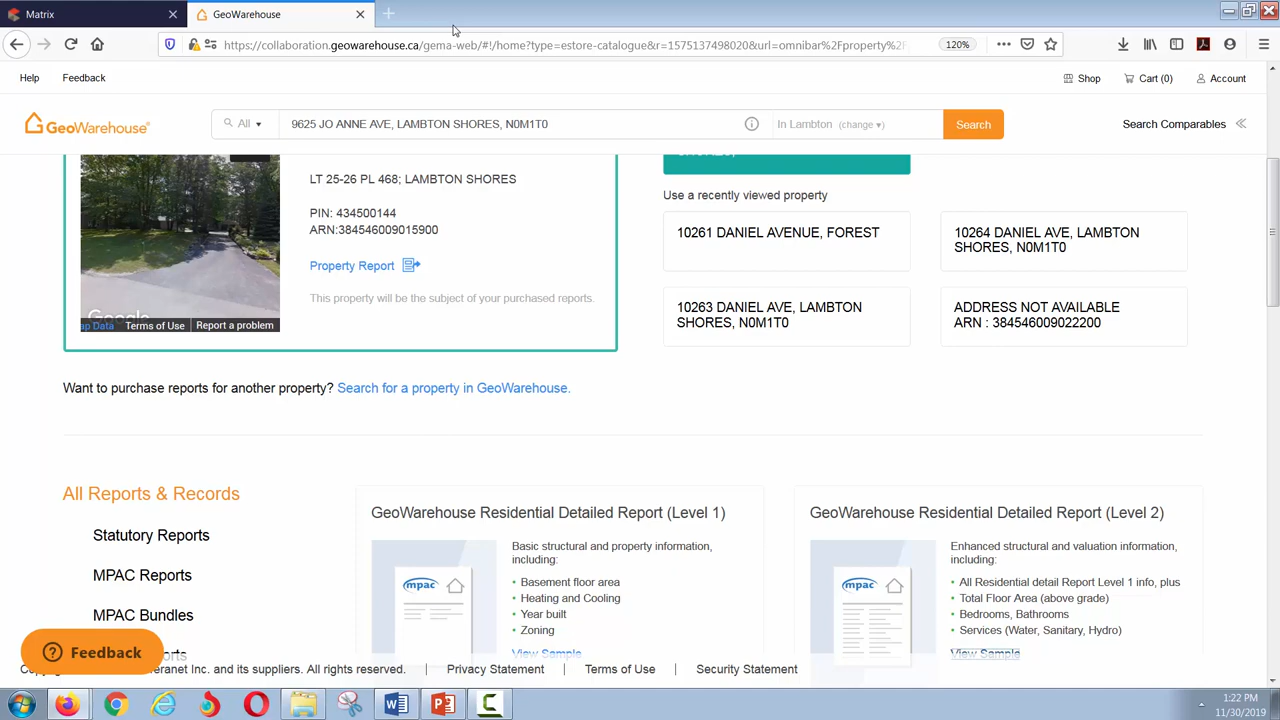 Matrix
GeoWarehouse
https://collaboration.geowarehouse.ca/gema-web/#!/home?type=store-catalogue&r=1575137498020&url=omnibar%2Fproperty%2F
120%
Help
Feedback
Shop
Cart (0)
Account
GeoWarehouse
All
9625 JO ANNE AVE, LAMBTON SHORES, N0M1T0
In Lambton (change ▾)
Search
Search Comparables
LT 25-26 PL 468; LAMBTON SHORES
PIN: 434500144
ARN:384546009015900
Property Report
This property will be the subject of your purchased reports.
Google
ap Data
Terms of Use
Report a problem
Use a recently viewed property
10261 DANIEL AVENUE, FOREST
10264 DANIEL AVE, LAMBTON
SHORES, N0M1T0
10263 DANIEL AVE, LAMBTON
SHORES, N0M1T0
ADDRESS NOT AVAILABLE
ARN : 384546009022200
Want to purchase reports for another property? Search for a property in GeoWarehouse.
All Reports & Records
Statutory Reports
MPAC Reports
MPAC Bundles
GeoWarehouse Residential Detailed Report (Level 1)
mpac
Basic structural and property information,
including:
• Basement floor area
• Heating and Cooling
• Year built
• Zoning
View Sample
GeoWarehouse Residential Detailed Report (Level 2)
mpac
Enhanced structural and valuation information,
including:
• All Residential detail Report Level 1 info, plus
• Total Floor Area (above grade)
• Bedrooms, Bathrooms
• Services (Water, Sanitary, Hydro)
View Sample
Feedback
eranet Inc. and its suppliers. All rights reserved.
Privacy Statement
Terms of Use
Security Statement
1:22 PM
11/30/2019